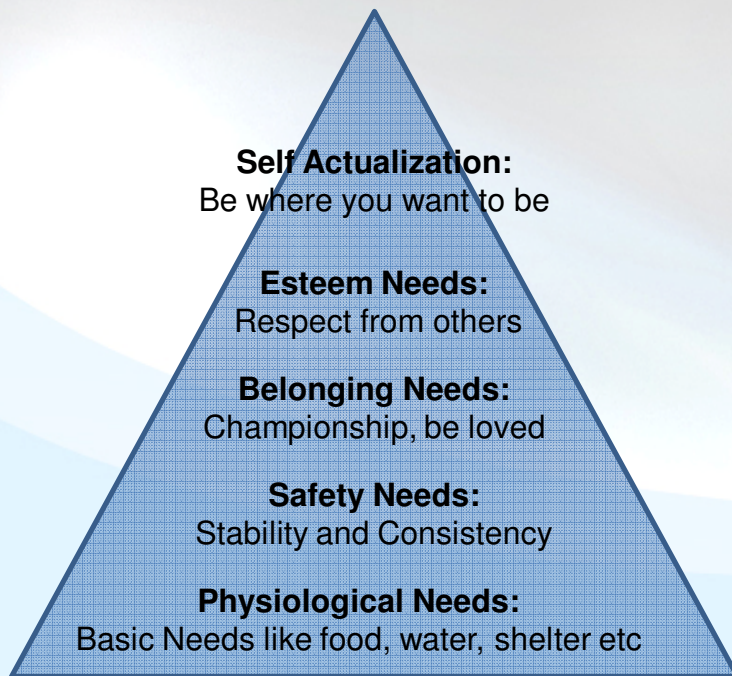 Self Actualization:
Be where you want to be
Esteem Needs:
Respect from others
Belonging Needs:
Championship, be loved
Safety Needs:
Stability and Consistency
Physiological Needs:
Basic Needs like food, water, shelter etc